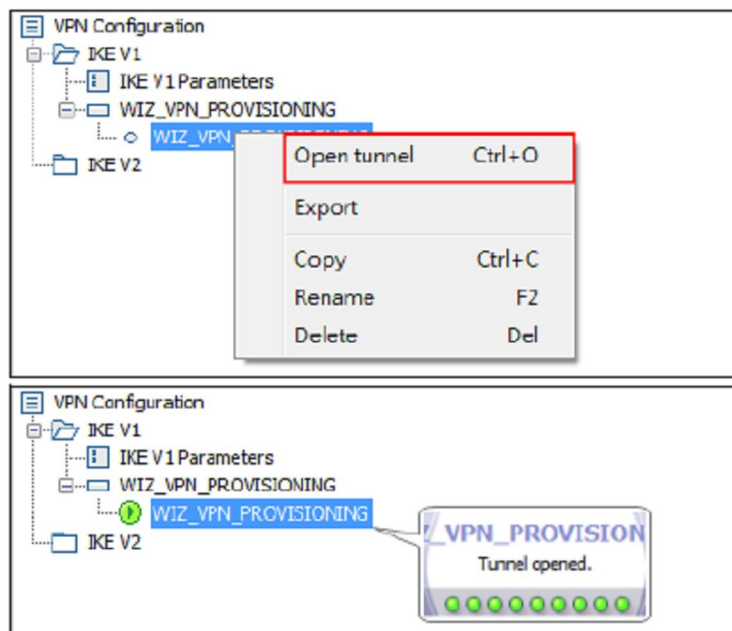 VPN Configuration
IKE V1
IKE V1 Parameters
WIZ_VPN_PROVISIONING
WIZ_VPN
Open tunnel Ctrl+O
IKE V2
Export
Copy Ctrl+C
Rename F2
Delete Del
VPN Configuration
IKE V1
IKE V1 Parameters
WIZ_VPN_PROVISIONING
WIZ_VPN_PROVISIONING
IKE V2
_VPN_PROVISION
Tunnel opened.